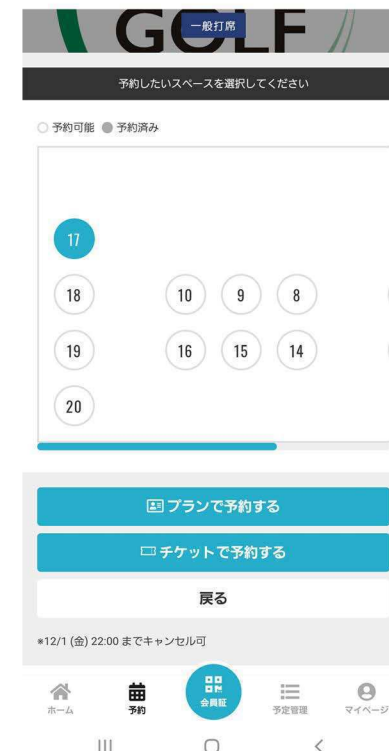 GOLF
一般打席
予約したいスペースを選択してください
予約可能 予約済み
17
18 10 9 8
19 16 15 14
20
プランで予約する
チケットで予約する
戻る
*12/1 (金) 22:00 までキャンセル可
ホーム 予約 会員証 予定管理 マイページ